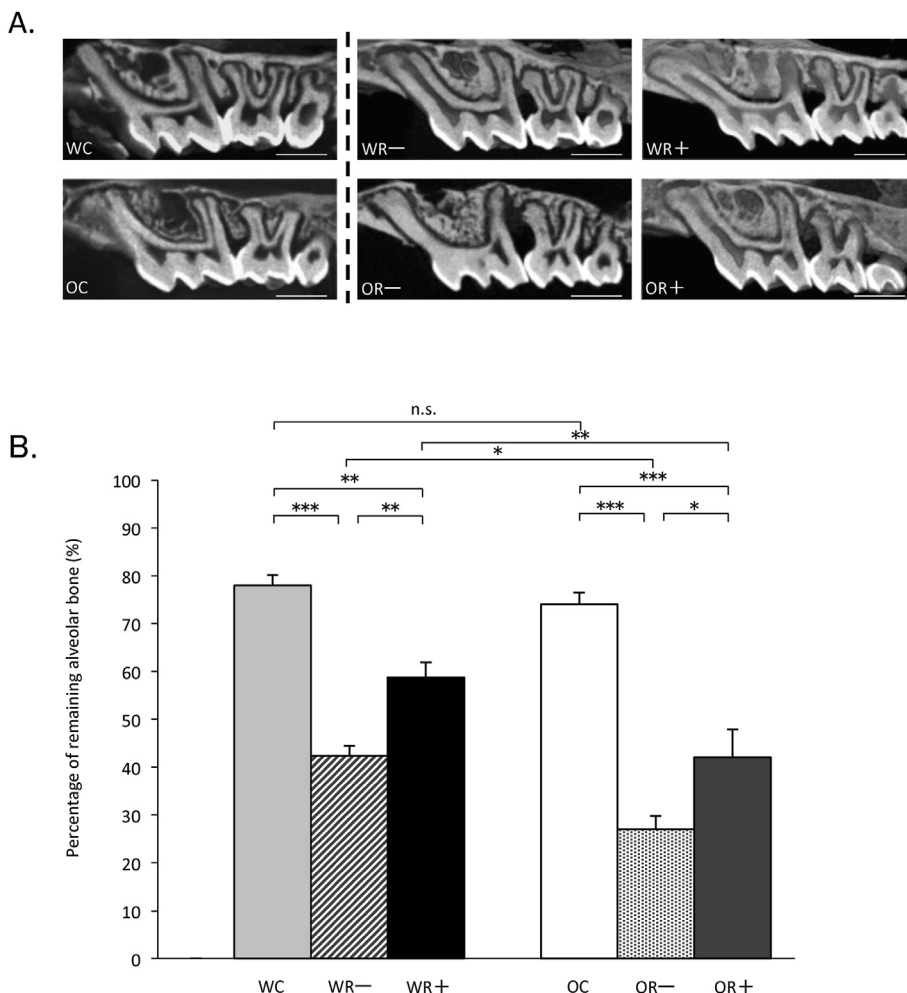 A.
WC
WR—
WR+
OC
OR—
OR+
n.s.
B.
**
*
**
***
***
**
***
*
Percentage of remaining alveolar bone (%)
100
90
80
70
60
50
40
30
20
10
0
WC WR— WR+ OC OR— OR+